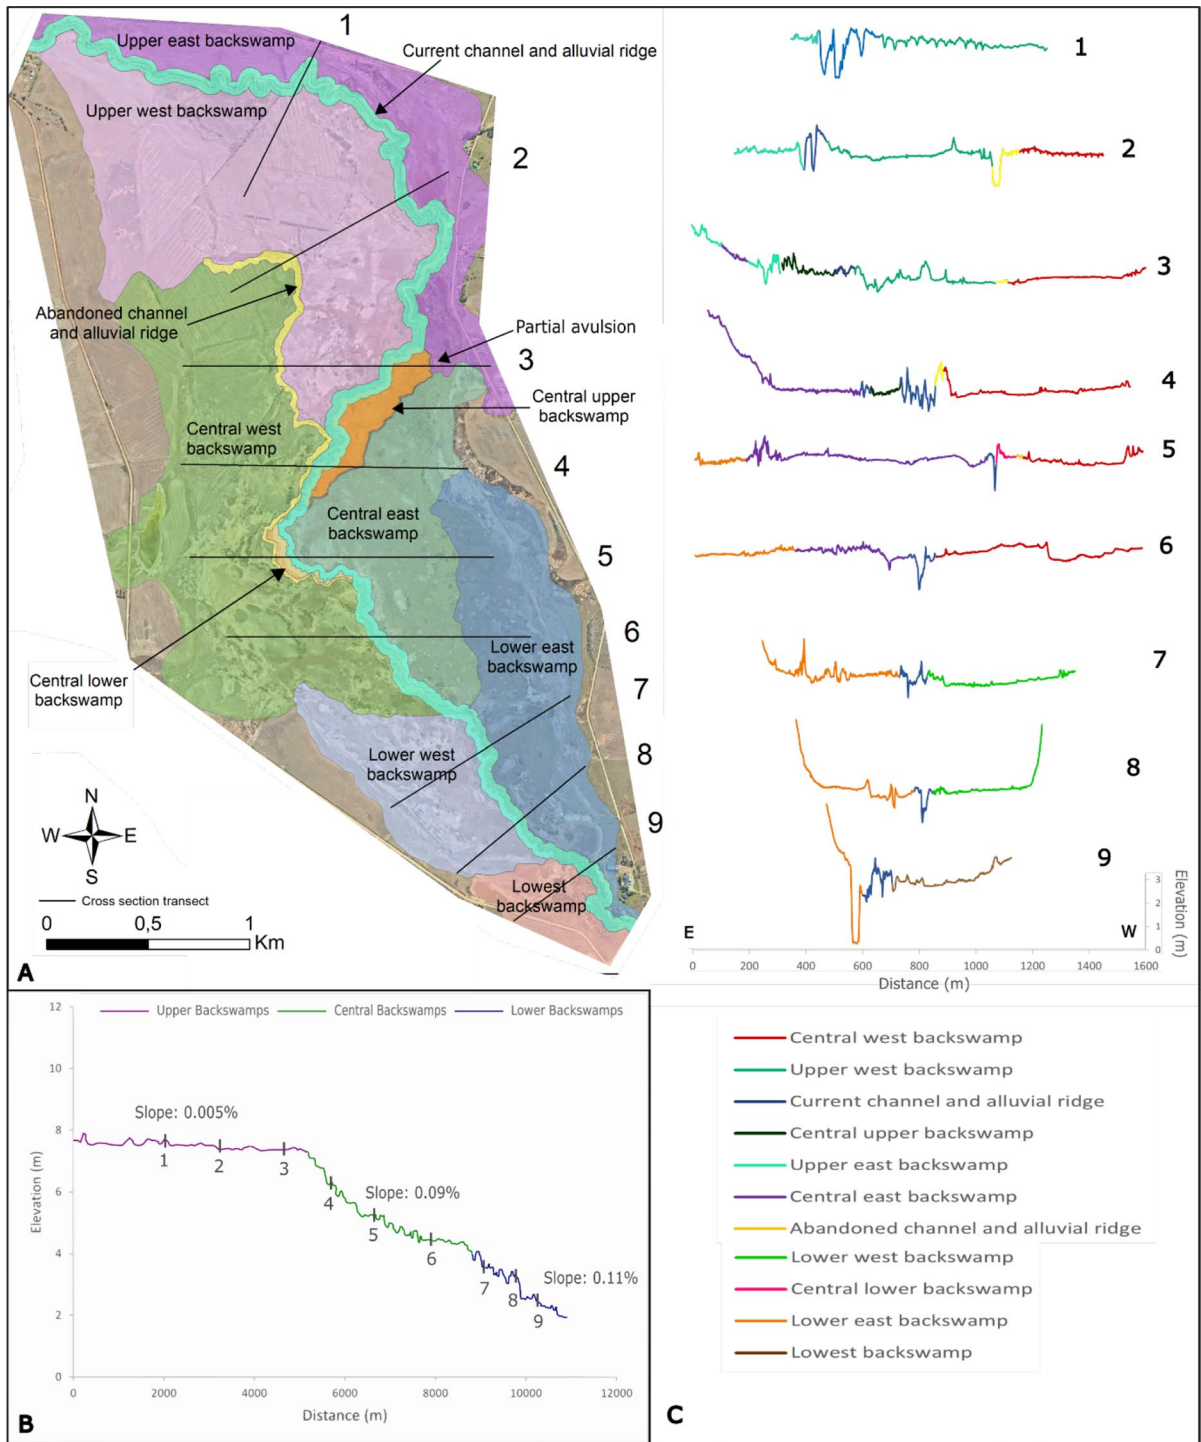 1
Upper east backswamp
Current channel and alluvial ridge
Upper west backswamp
2
Abandoned channel
and alluvial ridge
Partial avulsion
3
Central upper
backswamp
Central west
backswamp
4
Central east
backswamp
5
6
Lower east
backswamp
Central lower
backswamp
7
Lower west
backswamp
8
9
Lowest
backswamp
N
W E
S
Cross section transect
0 0,5 1
Km
A
1
2
3
4
5
6
7
8
9
3
2
1
0
Elevation (m)
E W
0 200 400 600 800 1000 1200 1400 1600
Distance (m)
12
10
8
6
4
2
0
Elevation (m)
Upper Backswamps Central Backswamps Lower Backswamps
Slope: 0.005%
1 2 3
4
Slope: 0.09%
5
6
Slope: 0.11%
7
8
9
0 2000 4000 6000 8000 10000 12000
Distance (m)
B
Central west backswamp
Upper west backswamp
Current channel and alluvial ridge
Central upper backswamp
Upper east backswamp
Central east backswamp
Abandoned channel and alluvial ridge
Lower west backswamp
Central lower backswamp
Lower east backswamp
Lowest backswamp
C